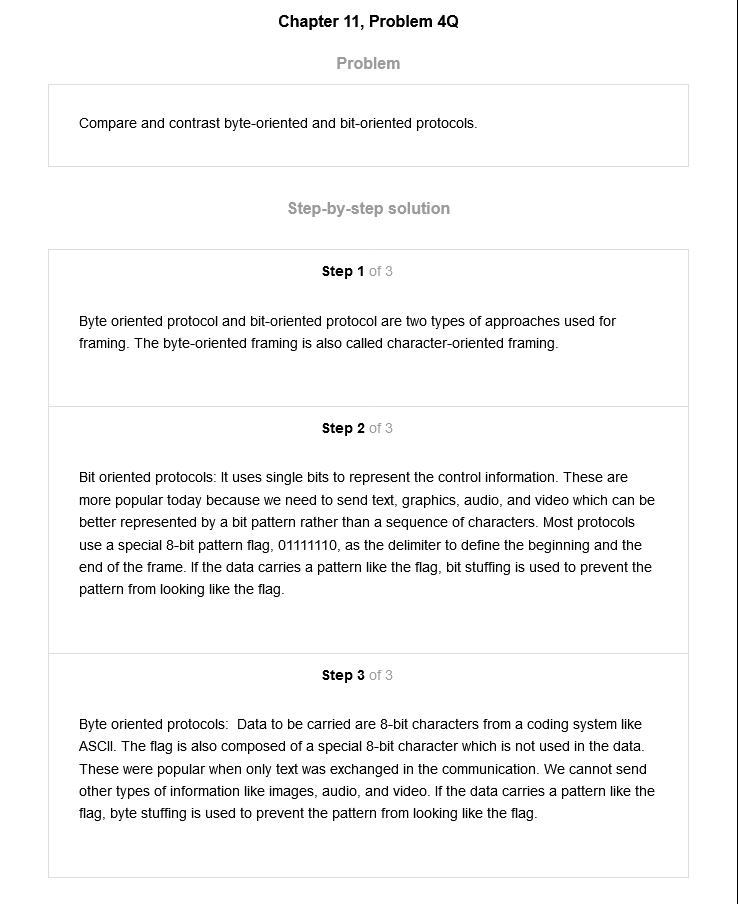 Chapter 11, Problem 4Q
Problem
Compare and contrast byte-oriented and bit-oriented protocols.
Step-by-step solution
Step 1 of 3
Byte oriented protocol and bit-oriented protocol are two types of approaches used for
framing. The byte-oriented framing is also called character-oriented framing.
Step 2 of 3
Bit oriented protocols: It uses single bits to represent the control information. These are
more popular today because we need to send text, graphics, audio, and video which can be
better represented by a bit pattern rather than a sequence of characters. Most protocols
use a special 8-bit pattern flag, 01111110, as the delimiter to define the beginning and the
end of the frame. If the data carries a pattern like the flag, bit stuffing is used to prevent the
pattern from looking like the flag.
Step 3 of 3
Byte oriented protocols:  Data to be carried are 8-bit characters from a coding system like
ASCII. The flag is also composed of a special 8-bit character which is not used in the data.
These were popular when only text was exchanged in the communication. We cannot send
other types of information like images, audio, and video. If the data carries a pattern like the
flag, byte stuffing is used to prevent the pattern from looking like the flag.